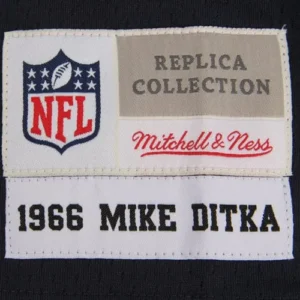 NFL
REPLICA
COLLECTION
Mitchell & Ness
1966 MIKE DITKA